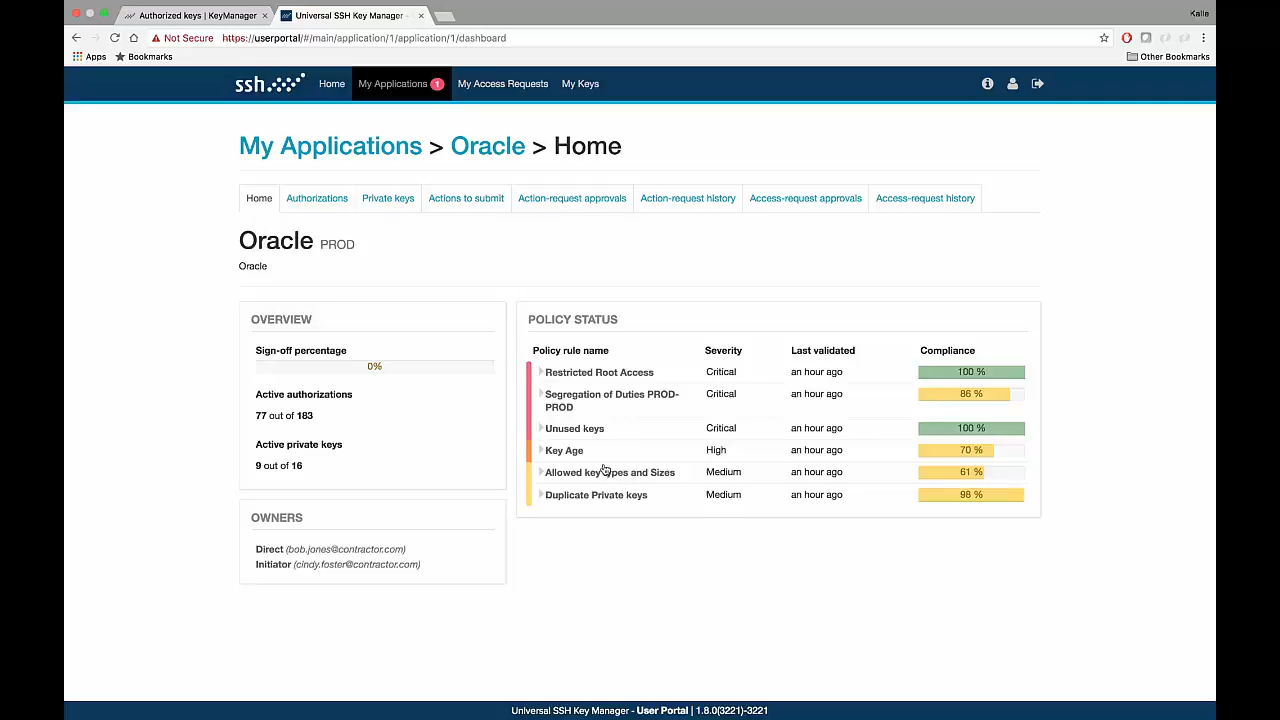 Authorized keys | KeyManager ×
Universal SSH Key Manager - ×
Kalle
Not Secure https://userportal/#/main/application/1/application/1/dashboard
Apps Bookmarks Other Bookmarks
ssh Home My Applications 1 My Access Requests My Keys
My Applications > Oracle > Home
Home Authorizations Private keys Actions to submit Action-request approvals Action-request history Access-request approvals Access-request history
Oracle PROD
Oracle
OVERVIEW
Sign-off percentage
0%
Active authorizations
77 out of 183
Active private keys
9 out of 16
OWNERS
Direct (bob.jones@contractor.com)
Initiator (cindy.foster@contractor.com)
POLICY STATUS
Policy rule name Severity Last validated Compliance
Restricted Root Access Critical an hour ago 100 %
Segregation of Duties PROD- Critical an hour ago 86 %
PROD
Unused keys Critical an hour ago 100 %
Key Age High an hour ago 70 %
Allowed key types and Sizes Medium an hour ago 61 %
Duplicate Private keys Medium an hour ago 98 %
Universal SSH Key Manager - User Portal | 1.8.0(3221)-3221